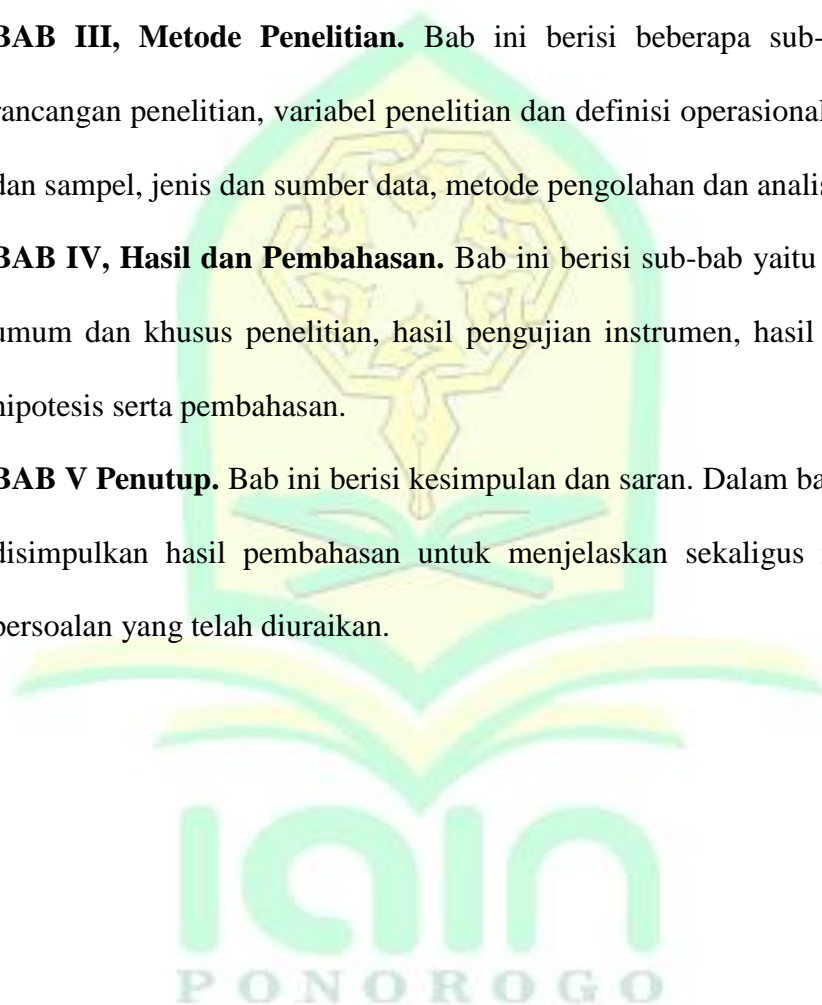 BAB III, Metode Penelitian. Bab ini berisi beberapa sub-
rancangan penelitian, variabel penelitian dan definisi operasional
dan sampel, jenis dan sumber data, metode pengolahan dan analis
BAB IV, Hasil dan Pembahasan. Bab ini berisi sub-bab yaitu
umum dan khusus penelitian, hasil pengujian instrumen, hasil
hipotesis serta pembahasan.
BAB V Penutup. Bab ini berisi kesimpulan dan saran. Dalam ba
disimpulkan hasil pembahasan untuk menjelaskan sekaligus
persoalan yang telah diuraikan.
IAIN
PONOROGO